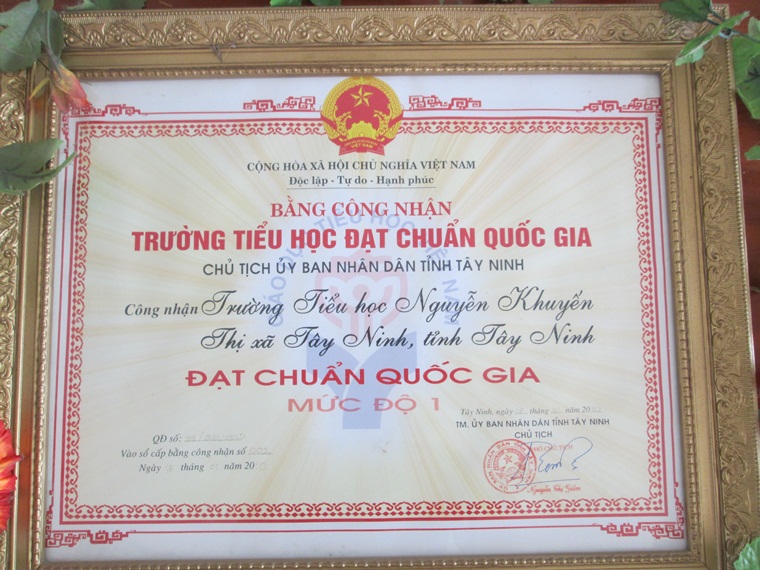 CỘNG HÒA XÃ HỘI CHỦ NGHĨA VIỆT NAM
Độc lập - Tự do - Hạnh phúc
BẰNG CÔNG NHẬN
TRƯỜNG TIỂU HỌC ĐẠT CHUẨN QUỐC GIA
CHỦ TỊCH ỦY BAN NHÂN DÂN TỈNH TÂY NINH
Công nhận Trường Tiểu học Nguyễn Khuyến
Thị xã Tây Ninh, tỉnh Tây Ninh
ĐẠT CHUẨN QUỐC GIA
MỨC ĐỘ 1
Tây Ninh, ngày tháng năm
TM. ỦY BAN NHÂN DÂN TỈNH TÂY NINH
CHỦ TỊCH
QĐ số:
Vào sổ cấp bằng công nhận số
Ngày tháng năm